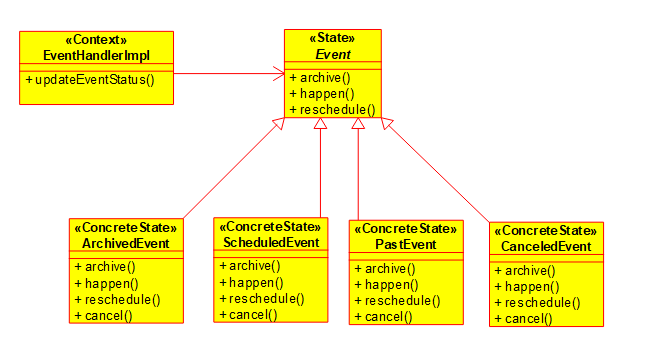 «Context»
EventHandlerImpl
+ updateEventStatus()
«State»
Event
+ archive()
+ happen()
+ reschedule()
«ConcreteState»
ArchivedEvent
+ archive()
+ happen()
+ reschedule()
+ cancel()
«ConcreteState»
ScheduledEvent
+ archive()
+ happen()
+ reschedule()
+ cancel()
«ConcreteState»
PastEvent
+ archive()
+ happen()
+ reschedule()
+ cancel()
«ConcreteState»
CanceledEvent
+ archive()
+ happen()
+ reschedule()
+ cancel()